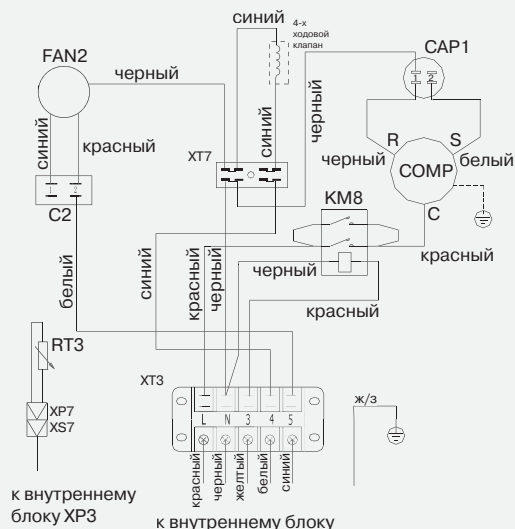 синий
4-х
ходовой
клапан
CAP1
FAN2
черный
1 2
синий
красный
синий
черный
R
S
черный
COMP
белый
XT7
KM8
C
C2
красный
белый
синий
красный
черный
черный
красный
RT3
XT3
ж/з
L N 3 4 5
XP7
XS7
красный
черный
желтый
белый
синий
к внутреннему
блоку XP3
к внутреннему блоку